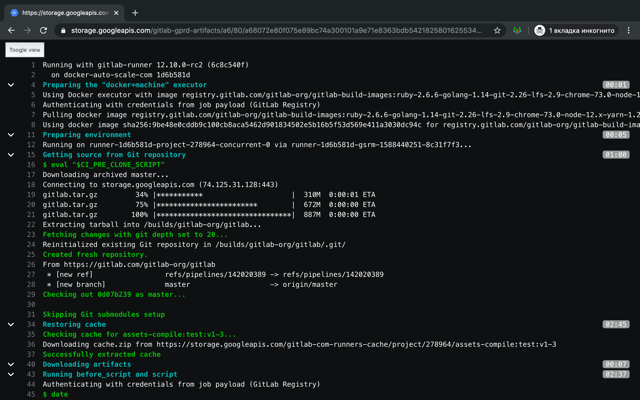 https://storage.googleapis.com/
storage.googleapis.com/gitlab-gprd-artifacts/a6/80/a68072e80f075e89bc74a300101a9e71e8363bdb5421825801625534...
1 вкладка инкогнито
Toogle view
1 Running with gitlab-runner 12.10.0-rc2 (6c8c540f)
2 on docker-auto-scale-com 1d6b581d
4 Preparing the "docker+machine" executor 00:01
5 Using Docker executor with image registry.gitlab.com/gitlab-org/gitlab-build-images:ruby-2.6.6-golang-1.14-git-2.26-lfs-2.9-chrome-73.0-node-1
6 Authenticating with credentials from job payload (GitLab Registry)
7 Pulling docker image registry.gitlab.com/gitlab-org/gitlab-build-images:ruby-2.6.6-golang-1.14-git-2.26-lfs-2.9-chrome-73.0-node-12.x-yarn-1.2
8 Using docker image sha256:9be48e0cddb9c100cb8aca5462d901834502e5b16b5f53d569e411a3030dc94c for registry.gitlab.com/gitlab-org/gitlab-build-ima
11 Preparing environment 00:05
12 Running on runner-1d6b581d-project-278964-concurrent-0 via runner-1d6b581d-gsrm-1588440251-8c31f7f3...
15 Getting source from Git repository 01:00
16 $ eval "$CI_PRE_CLONE_SCRIPT"
17 Downloading archived master...
18 Connecting to storage.googleapis.com (74.125.31.128:443)
19 gitlab.tar.gz 34% |*********** | 310M 0:00:01 ETA
20 gitlab.tar.gz 75% |************************ | 672M 0:00:00 ETA
21 gitlab.tar.gz 100% |********************************| 887M 0:00:00 ETA
22 Extracting tarball into /builds/gitlab-org/gitlab...
23 Fetching changes with git depth set to 20...
24 Reinitialized existing Git repository in /builds/gitlab-org/gitlab/.git/
25 Created fresh repository.
26 From https://gitlab.com/gitlab-org/gitlab
27 * [new ref] refs/pipelines/142020389 -> refs/pipelines/142020389
28 * [new branch] master -> origin/master
29 Checking out 0d07b239 as master...
30
31 Skipping Git submodules setup
34 Restoring cache 02:45
35 Checking cache for assets-compile:test:v1-3...
36 Downloading cache.zip from https://storage.googleapis.com/gitlab-com-runners-cache/project/278964/assets-compile:test:v1-3
37 Successfully extracted cache
40 Downloading artifacts 00:07
43 Running before_script and script 02:37
44 Authenticating with credentials from job payload (GitLab Registry)
45 $ date